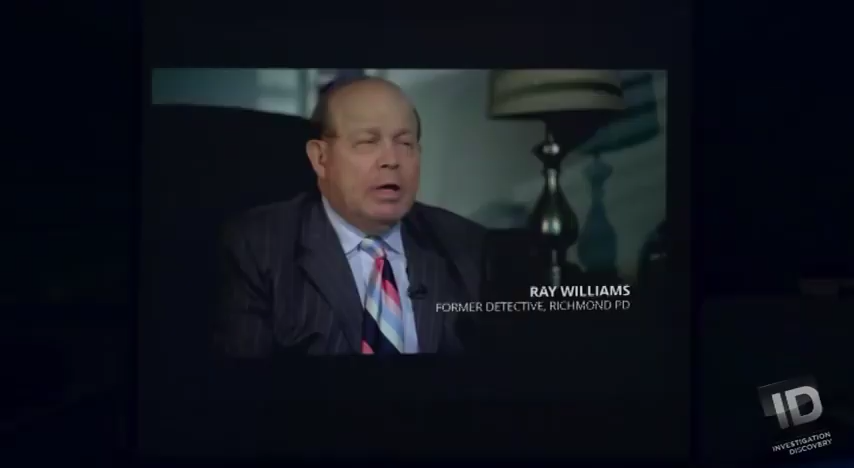 RAY WILLIAMS
FORMER DETECTIVE, RICHMOND PD
ID
INVESTIGATION
DISCOVERY